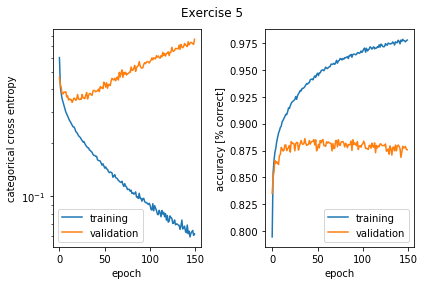 Exercise 5
categorical cross entropy
10⁻¹
0 50 100 150
epoch
training
validation
accuracy [% correct]
0.975
0.950
0.925
0.900
0.875
0.850
0.825
0.800
0 50 100 150
epoch
training
validation